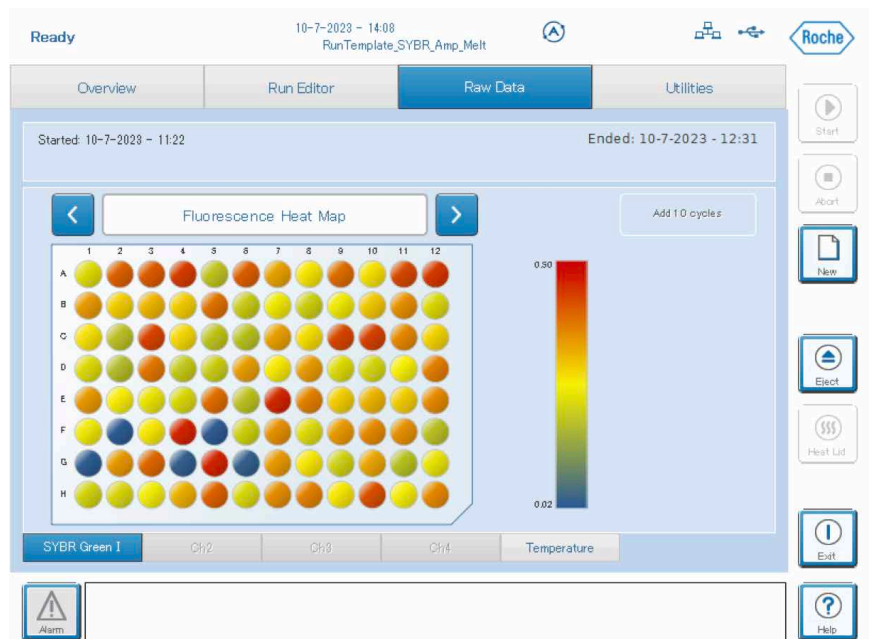 Ready
10-7-2023 - 14:08
RunTemplate_SYBR_Amp_Melt
Roche
Overview
Run Editor
Raw Data
Utilities
Started: 10-7-2023 - 11:22
Ended: 10-7-2023 - 12:31
Start
Abort
New
Eject
Heat Lid
Exit
Help
< Fluorescence Heat Map >
Add 10 cycles
1 2 3 4 5 6 7 8 9 10 11 12
A
B
C
D
E
F
G
H
0.50
0.02
SYBR Green I
Ch2
Ch3
Ch4
Temperature
Alarm